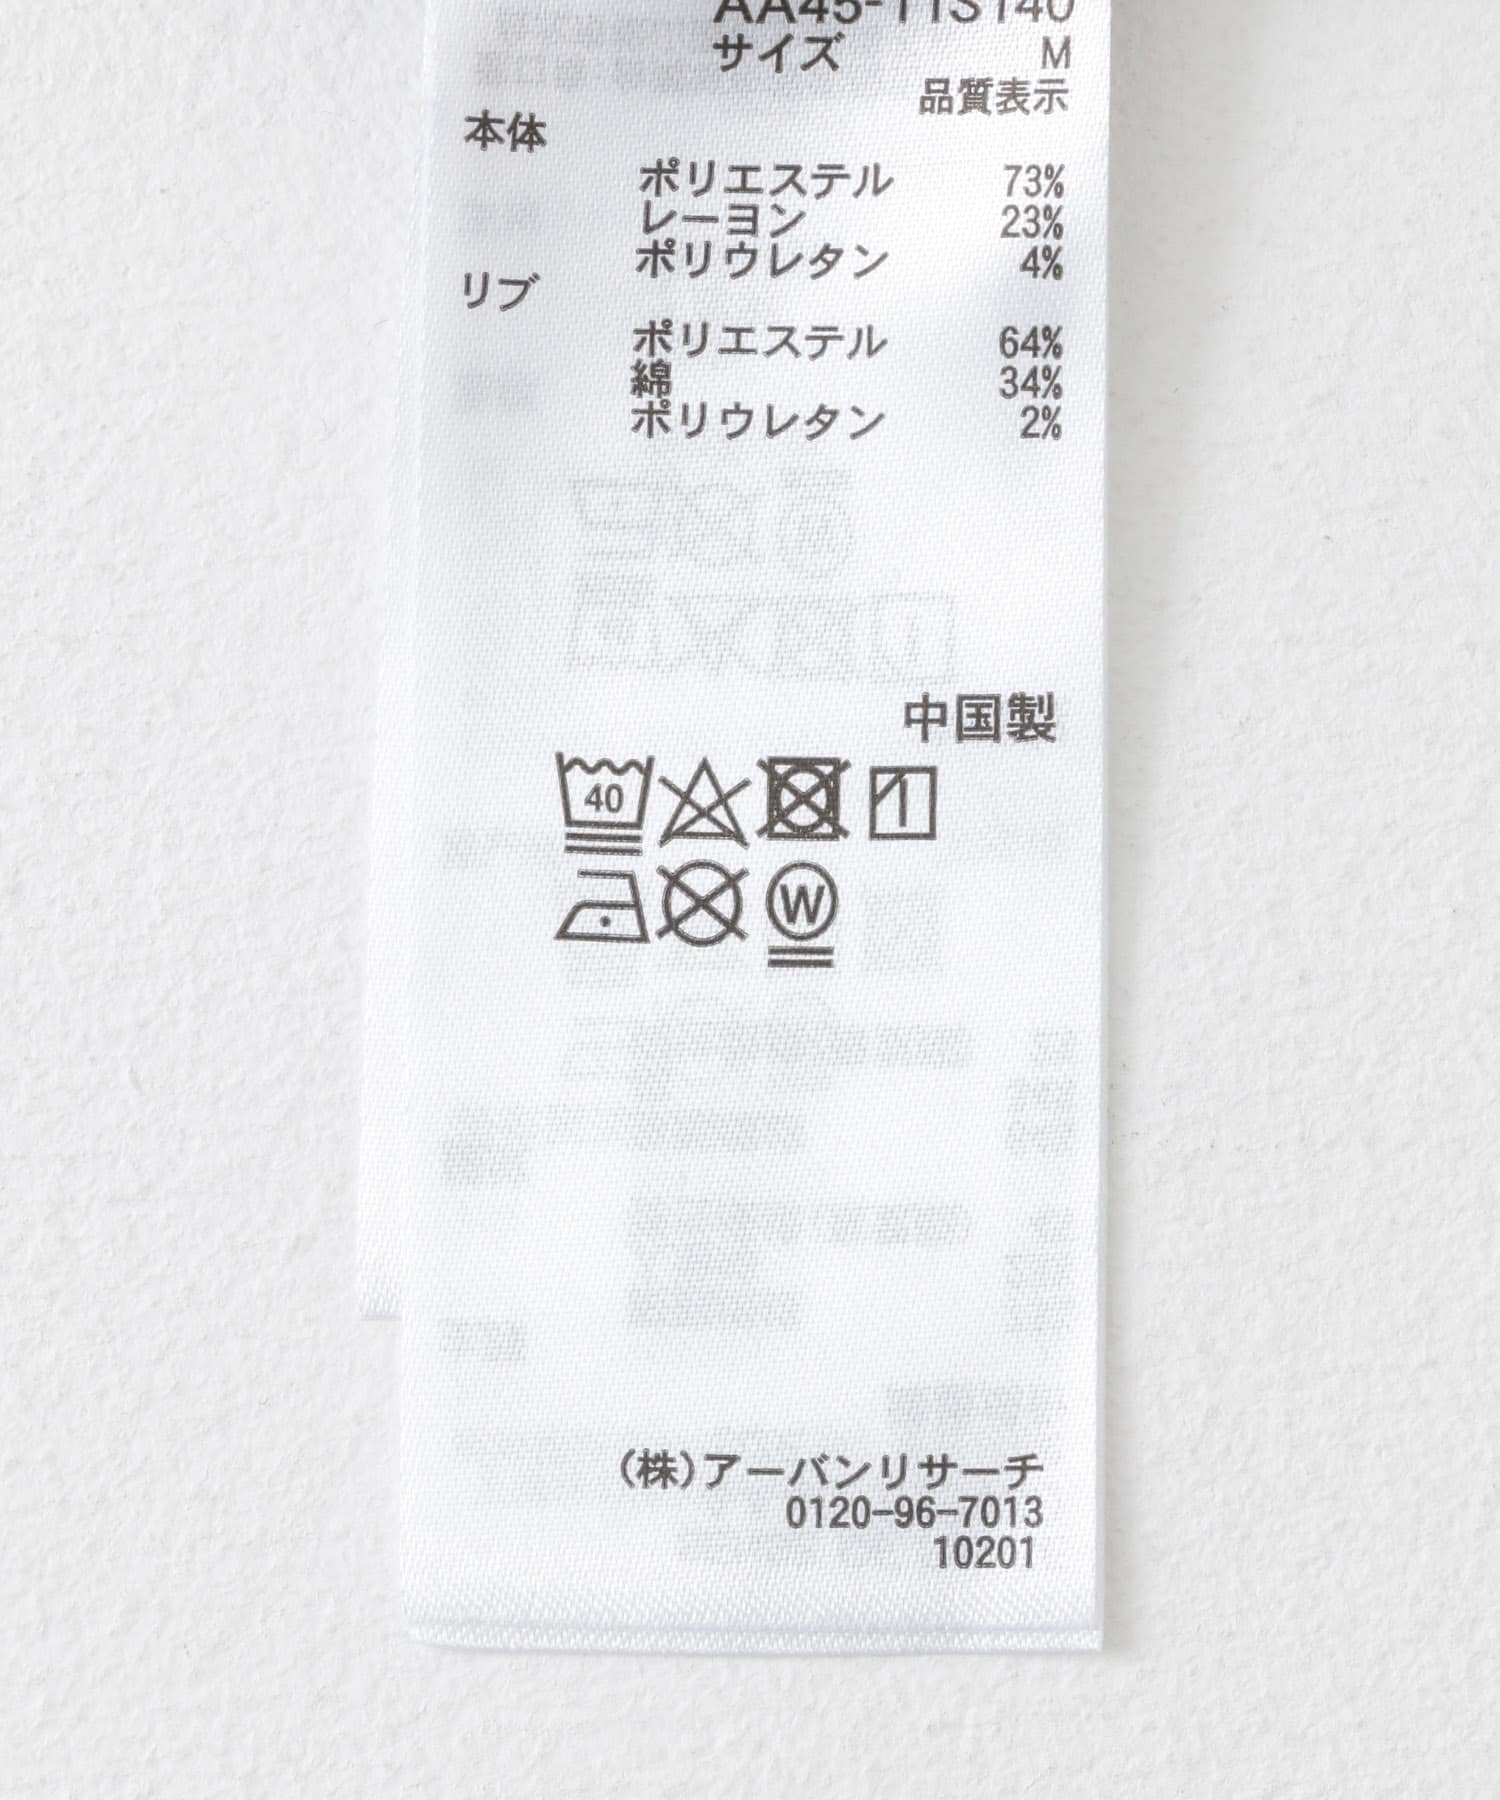 AA45-11S140
サイズ M
品質表示
本体
ポリエステル 73%
レーヨン 23%
ポリウレタン 4%
リブ
ポリエステル 64%
綿 34%
ポリウレタン 2%
中国製
40
W
(株)アーバンリサーチ
0120-96-7013
10201